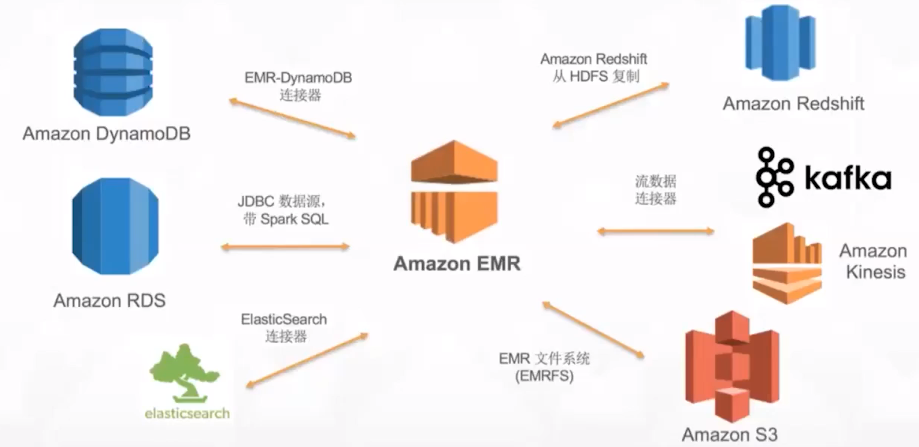 Amazon DynamoDB
EMR-DynamoDB
连接器
Amazon Redshift
从 HDFS 复制
Amazon Redshift
Amazon RDS
JDBC 数据源,
带 Spark SQL
Amazon EMR
流数据
连接器
kafka
Amazon
Kinesis
elasticsearch
ElasticSearch
连接器
EMR 文件系统
(EMRFS)
Amazon S3